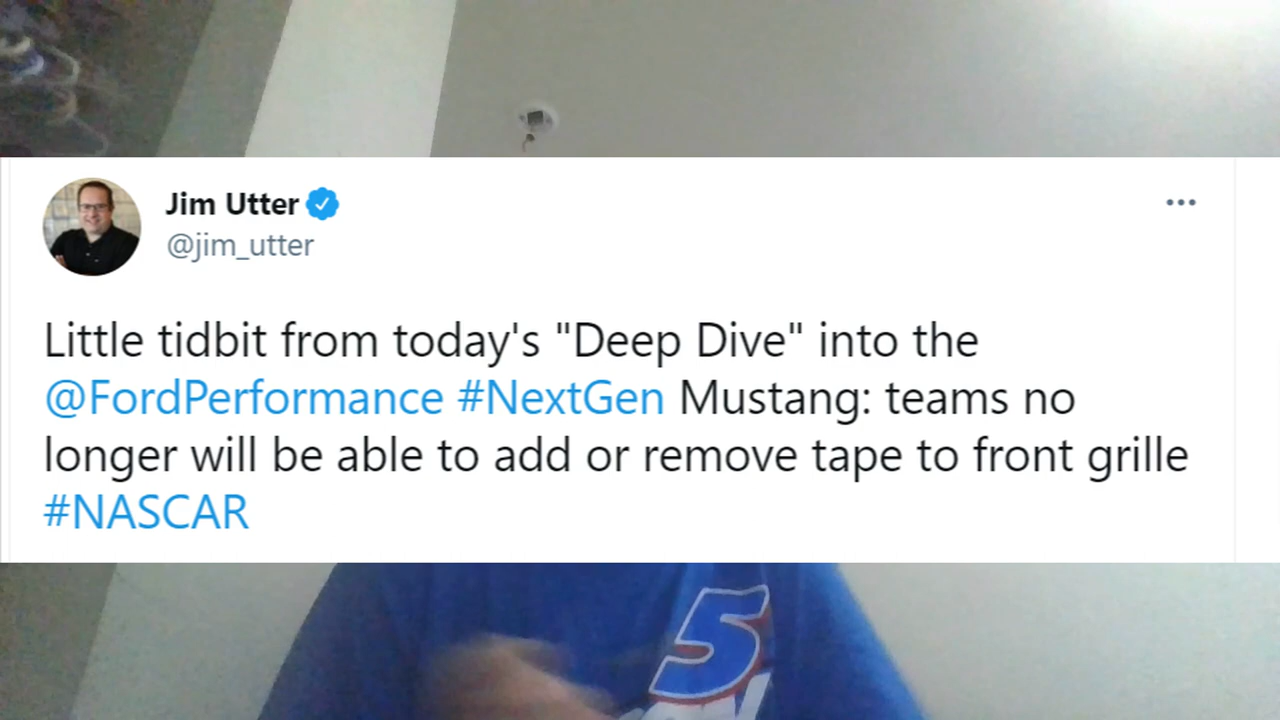 Jim Utter
@jim_utter
Little tidbit from today's "Deep Dive" into the
@FordPerformance #NextGen Mustang: teams no
longer will be able to add or remove tape to front grille
#NASCAR
5